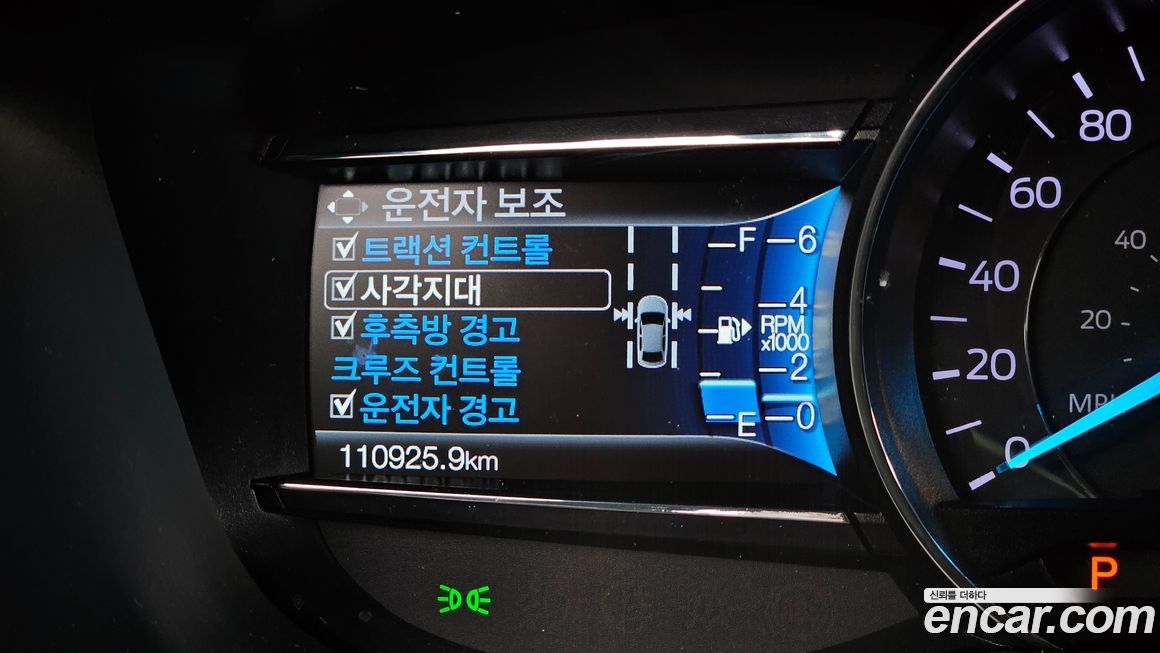 운전자 보조
트랙션 컨트롤
사각지대
후측방 경고
크루즈 컨트롤
운전자 경고
110925.9km
F
E
6
4
RPM
x1000
2
0
80
60
40
20
0
40
20
P
신뢰를 더하다
encar.com